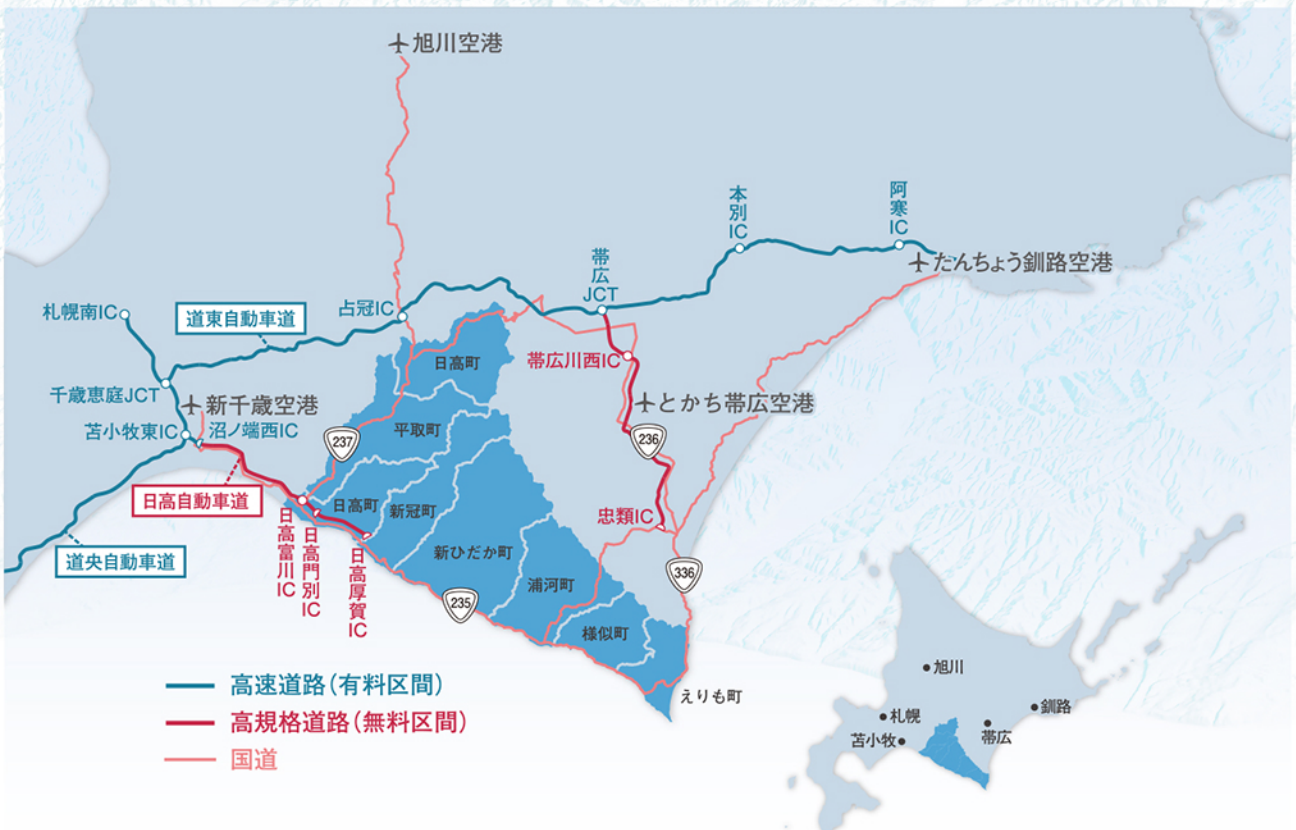 旭川空港
本別IC
阿寒IC
たんちょう釧路空港
帯広JCT
札幌南IC
道東自動車道
占冠IC
日高町
帯広川西IC
千歳恵庭JCT
新千歳空港
とかち帯広空港
苫小牧東IC
沼ノ端西IC
平取町
237
236
日高自動車道
日高町
新冠町
忠類IC
日高富川IC
日高門別IC
日高厚賀IC
新ひだか町
道央自動車道
浦河町
336
235
様似町
えりも町
高速道路(有料区間)
高規格道路(無料区間)
国道
旭川
札幌
釧路
苫小牧
帯広